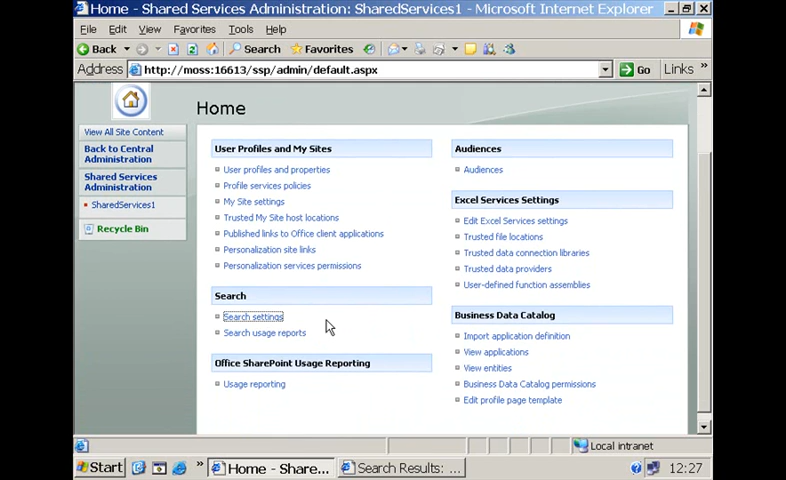 Home - Shared Services Administration: SharedServices1 - Microsoft Internet Explorer
File Edit View Favorites Tools Help
Back Search Favorites
Address http://moss:16613/ssp/admin/default.aspx Go Links »
Home
View All Site Content
Back to Central Administration
Shared Services Administration
SharedServices1
Recycle Bin
User Profiles and My Sites
User profiles and properties
Profile services policies
My Site settings
Trusted My Site host locations
Published links to Office client applications
Personalization site links
Personalization services permissions
Search
Search settings
Search usage reports
Office SharePoint Usage Reporting
Usage reporting
Audiences
Audiences
Excel Services Settings
Edit Excel Services settings
Trusted file locations
Trusted data connection libraries
Trusted data providers
User-defined function assemblies
Business Data Catalog
Import application definition
View applications
View entities
Business Data Catalog permissions
Edit profile page template
Local intranet
Start » Home - Share... Search Results: ... 12:27